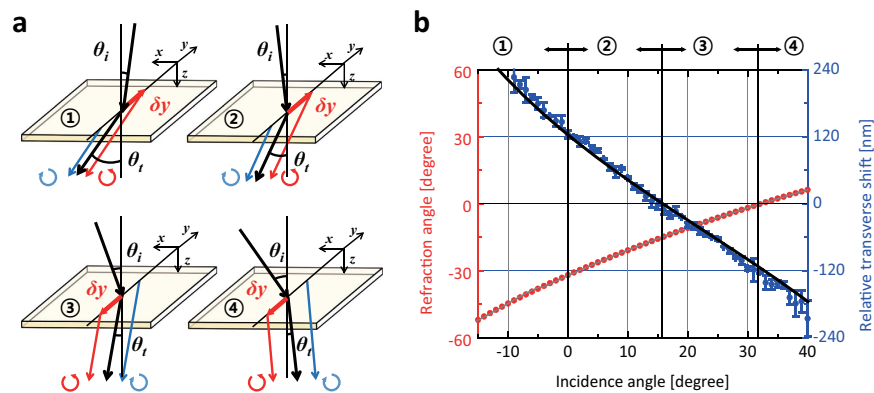 a
θi
x
y
z
δy
①
θt
θi
x
y
z
δy
②
θt
θi
x
y
z
δy
③
θt
θi
x
y
z
δy
④
θt
b
① ② ③ ④
60
30
0
-30
-60
Refraction angle [degree]
240
120
0
-120
-240
Relative transverse shift [nm]
-10 0 10 20 30 40
Incidence angle [degree]